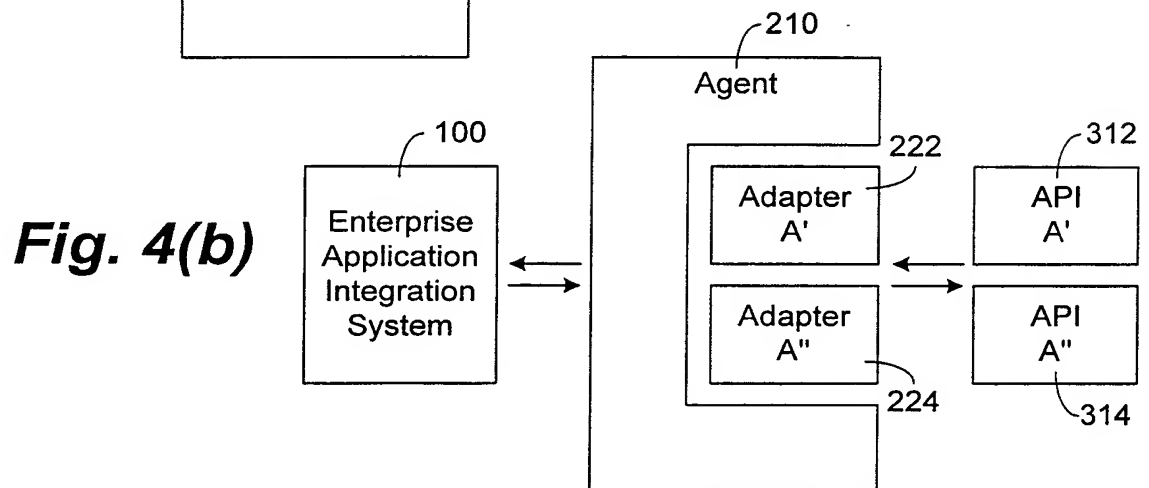 210
Agent
100
222
312
Adapter
A'
API
A'
Fig. 4(b)
Enterprise
Application
Integration
System
Adapter
A"
API
A"
224
314